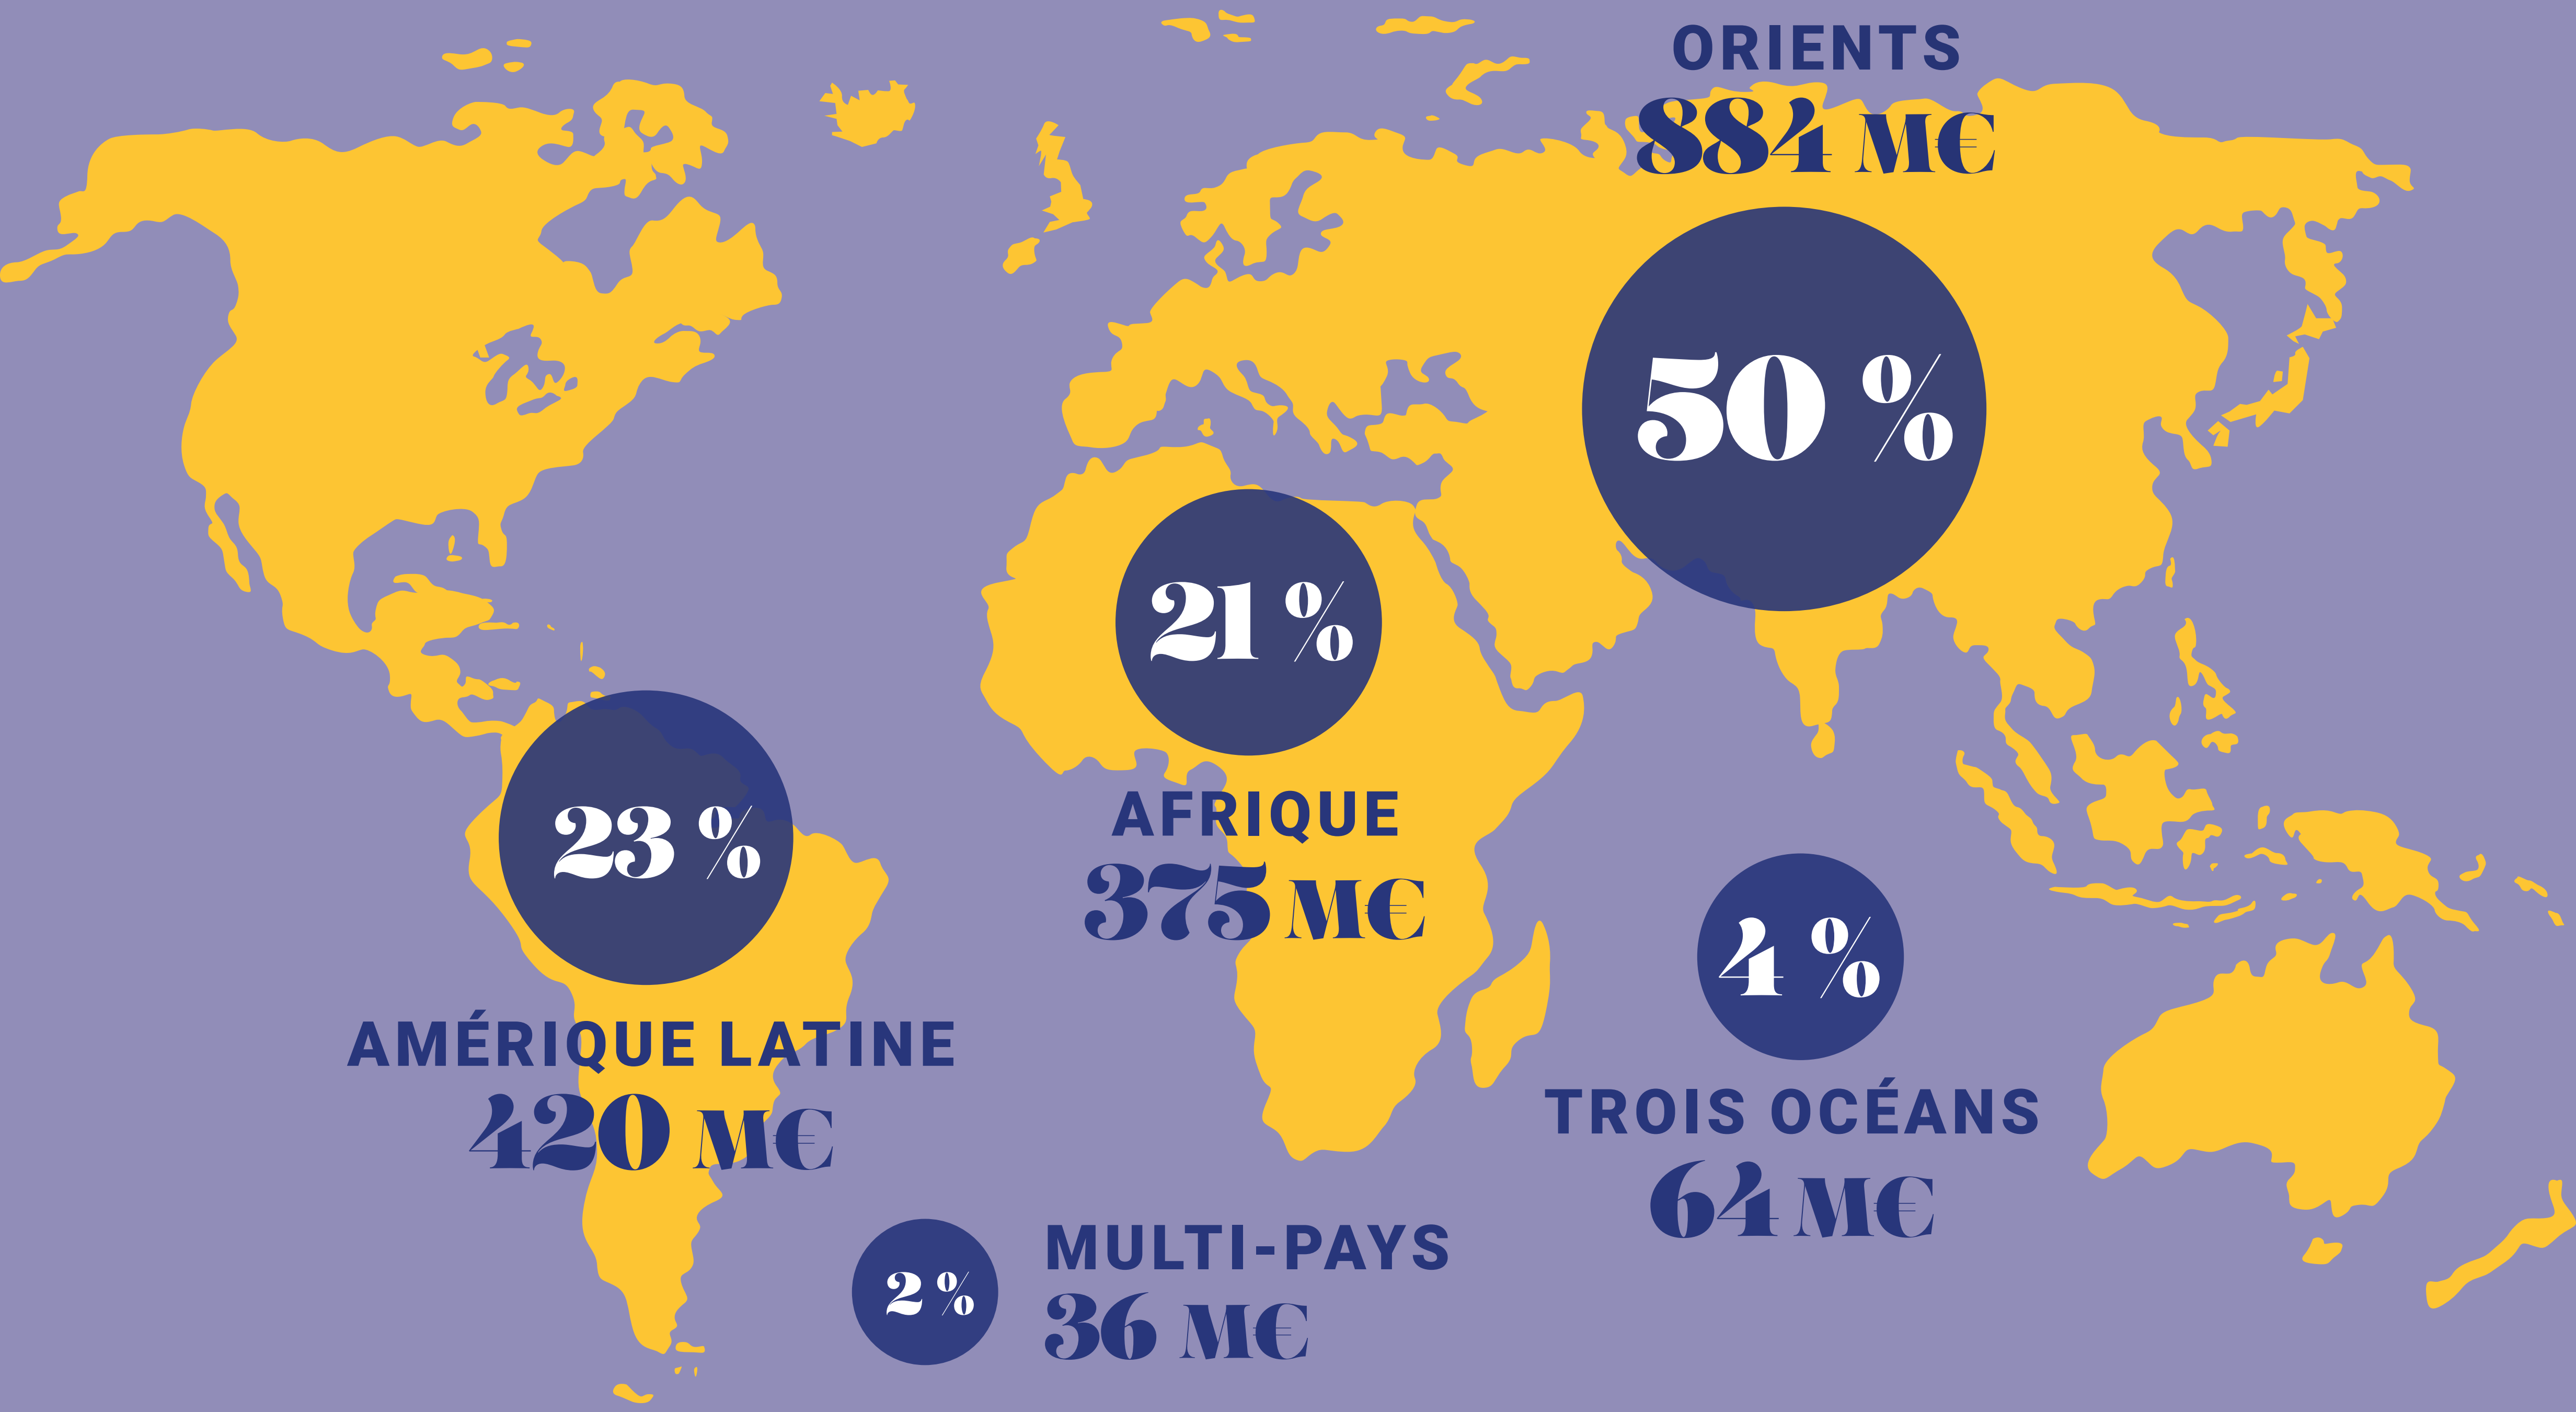 ORIENTS
884 M€
50 %
21 %
AFRIQUE
375 M€
23 %
AMÉRIQUE LATINE
420 M€
4 %
TROIS OCÉANS
64 M€
2 %
MULTI-PAYS
36 M€